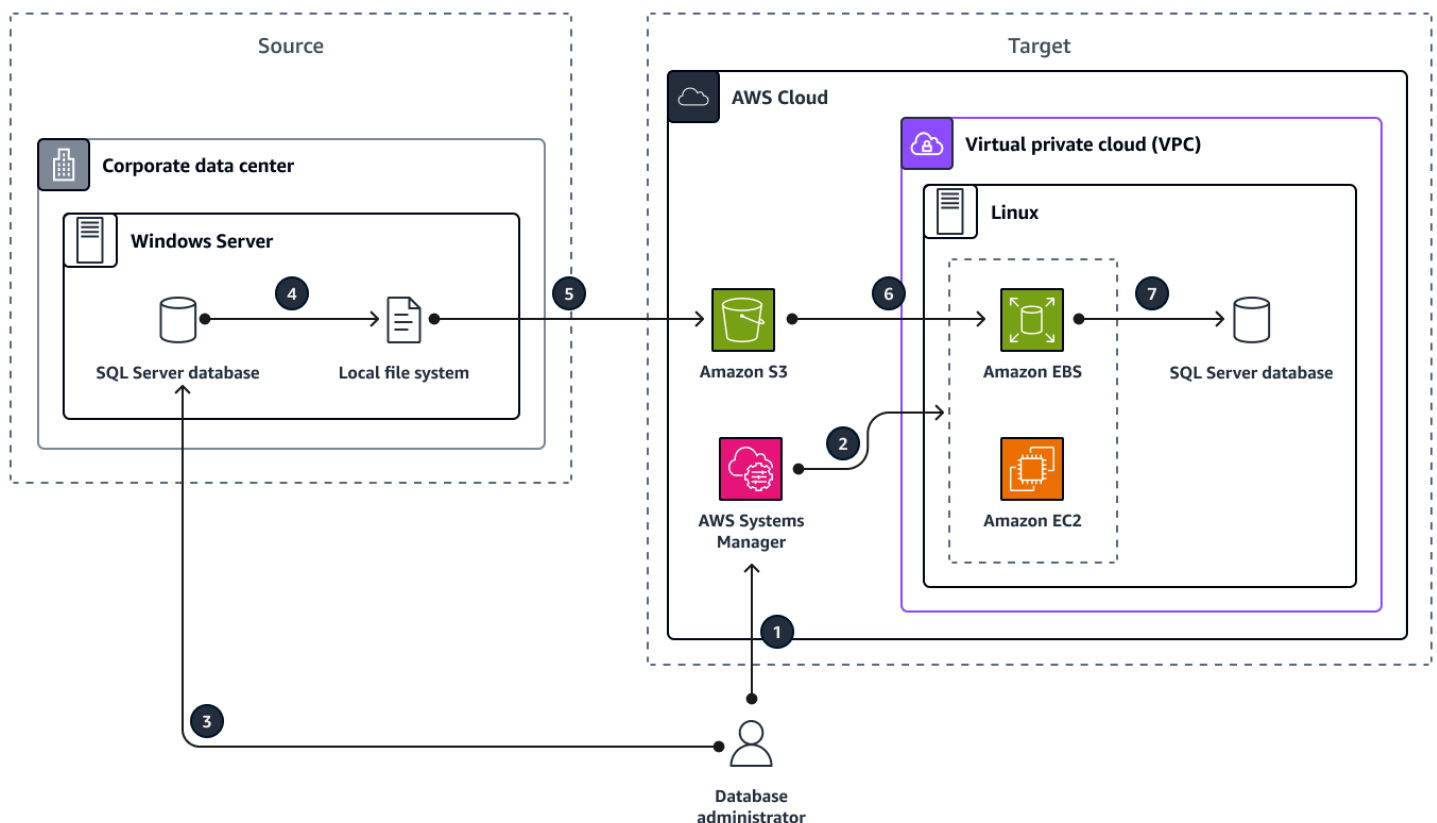 Source
Target
AWS Cloud
Virtual private cloud (VPC)
Corporate data center
Linux
Windows Server
4
5
6
7
SQL Server database
Local file system
Amazon S3
Amazon EBS
SQL Server database
2
AWS Systems
Manager
Amazon EC2
1
3
Database
administrator